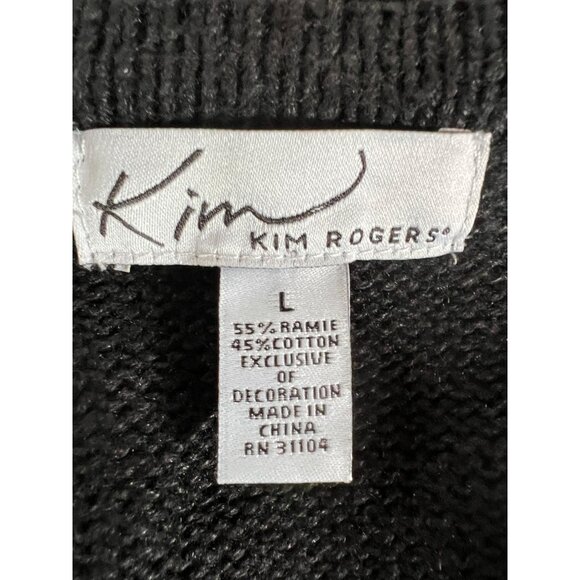 Kim
KIM ROGERS®
L
55% RAMIE
45% COTTON
EXCLUSIVE
OF
DECORATION
MADE IN
CHINA
RN 31104